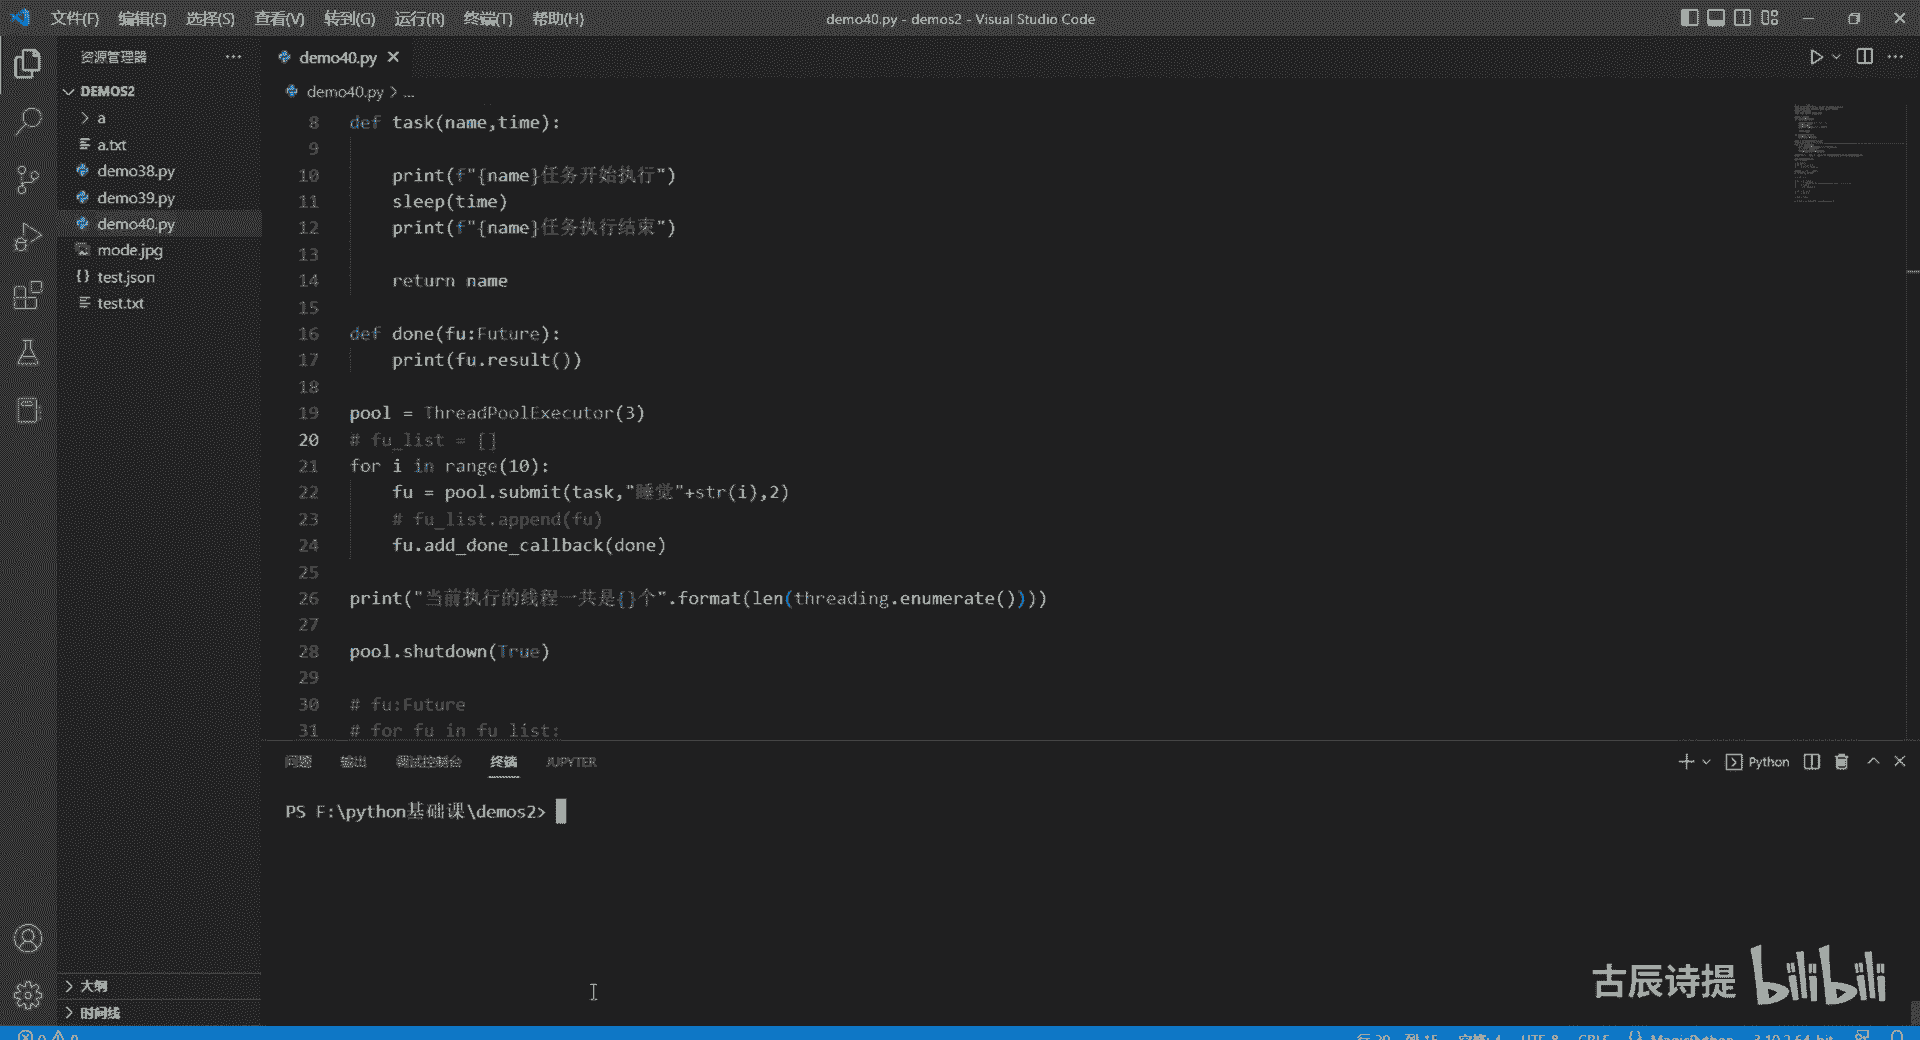 文件(F) 编辑(E) 选择(S) 查看(V) 转到(G) 运行(R) 终端(T) 帮助(H)
demo40.py - demos2 - Visual Studio Code
资源管理器
DEMOS2
a
a.txt
demo38.py
demo39.py
demo40.py
mode.jpg
test.json
test.txt
大纲
时间线
demo40.py
demo40.py > ...
8 def task(name,time):
9
10 print(f"{name}任务开始执行")
11 sleep(time)
12 print(f"{name}任务执行结束")
13
14 return name
15
16 def done(fu:Future):
17 print(fu.result())
18
19 pool = ThreadPoolExecutor(3)
20 # fu_list = []
21 for i in range(10):
22 fu = pool.submit(task,"睡觉"+str(i),2)
23 # fu_list.append(fu)
24 fu.add_done_callback(done)
25
26 print("当前执行的线程一共是{}个".format(len(threading.enumerate())))
27
28 pool.shutdown(True)
29
30 # fu:Future
31 # for fu in fu_list:
问题 输出 调试控制台 终端 JUPYTER
Python
PS F:\python基础课\demos2>
古辰诗提 bilibili